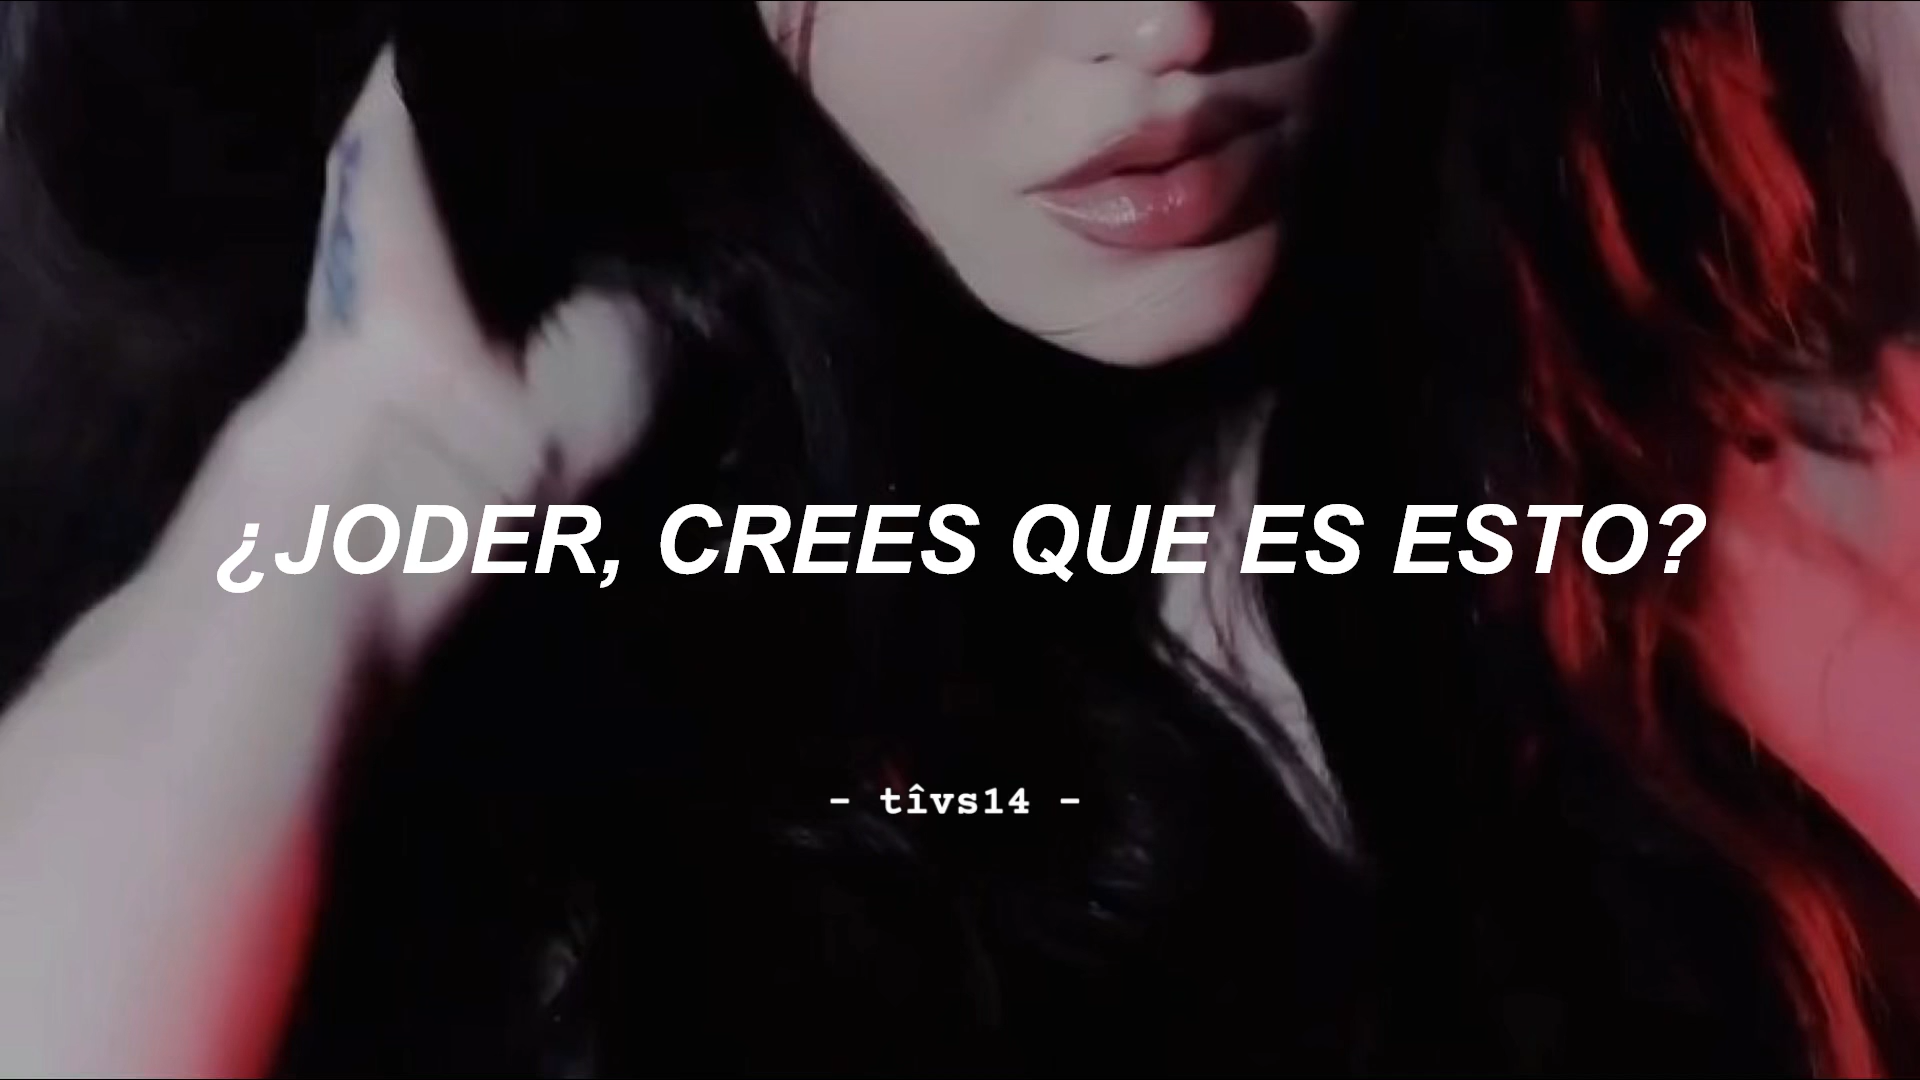 ¿JODER, CREES QUE ES ESTO?
- tîvs14 -